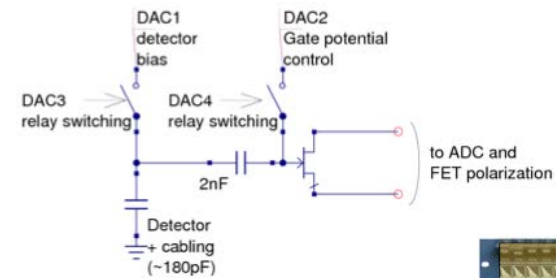 DAC1
detector
bias
DAC2
Gate potential
control
DAC3
relay switching
DAC4
relay switching
2nF
to ADC and
FET polarization
Detector
+ cabling
(~180pF)